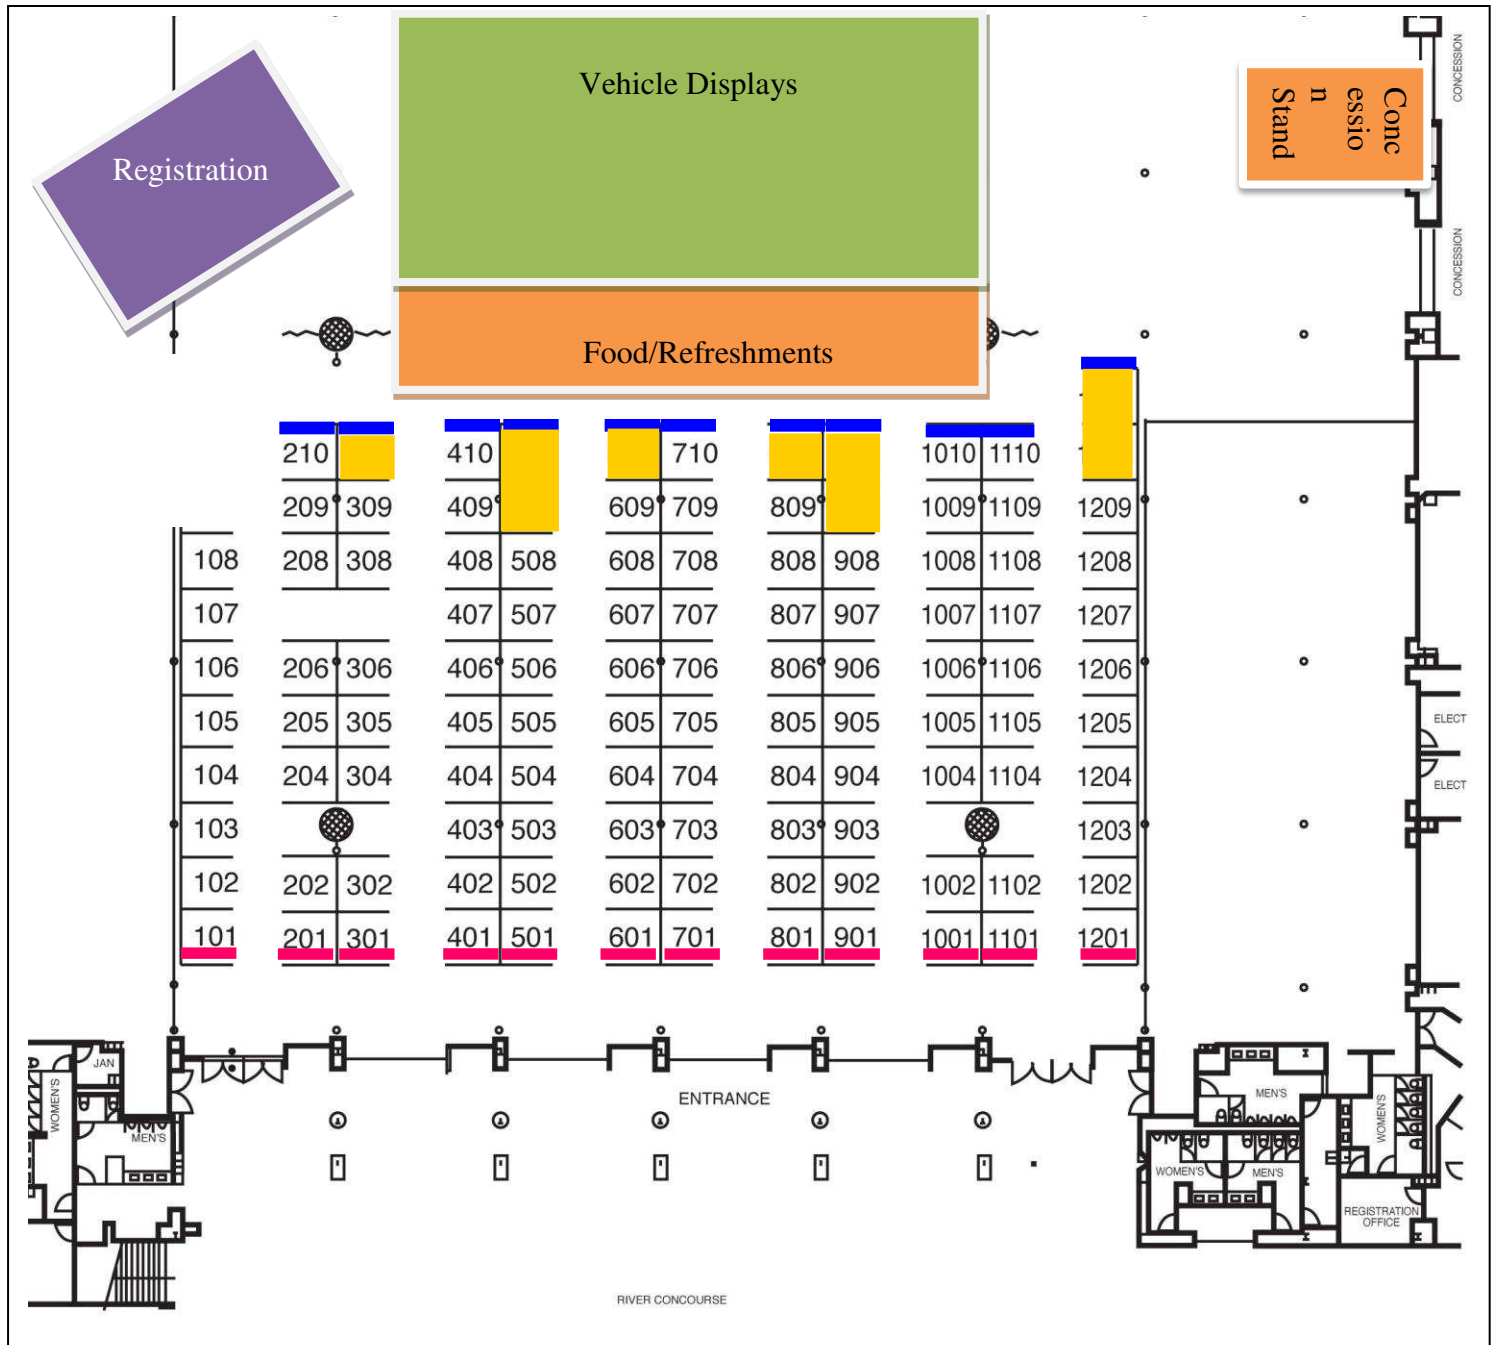 Vehicle Displays
Registration
Conc
essio
n
Stand
CONCESSION
CONCESSION
Food/Refreshments
210 410 710 1010 1110
209 309 409 609 709 809 1009 1109 1209
108 208 308 408 508 608 708 808 908 1008 1108 1208
107 407 507 607 707 807 907 1007 1107 1207
106 206 306 406 506 606 706 806 906 1006 1106 1206
105 205 305 405 505 605 705 805 905 1005 1105 1205
ELECT
104 204 304 404 504 604 704 804 904 1004 1104 1204
ELECT
103 403 503 603 703 803 903 1203
102 202 302 402 502 602 702 802 902 1002 1102 1202
101 201 301 401 501 601 701 801 901 1001 1101 1201
JAN
WOMEN'S
MEN'S
ENTRANCE
MEN'S
WOMEN'S
WOMEN'S
MEN'S
REGISTRATION
OFFICE
RIVER CONCOURSE